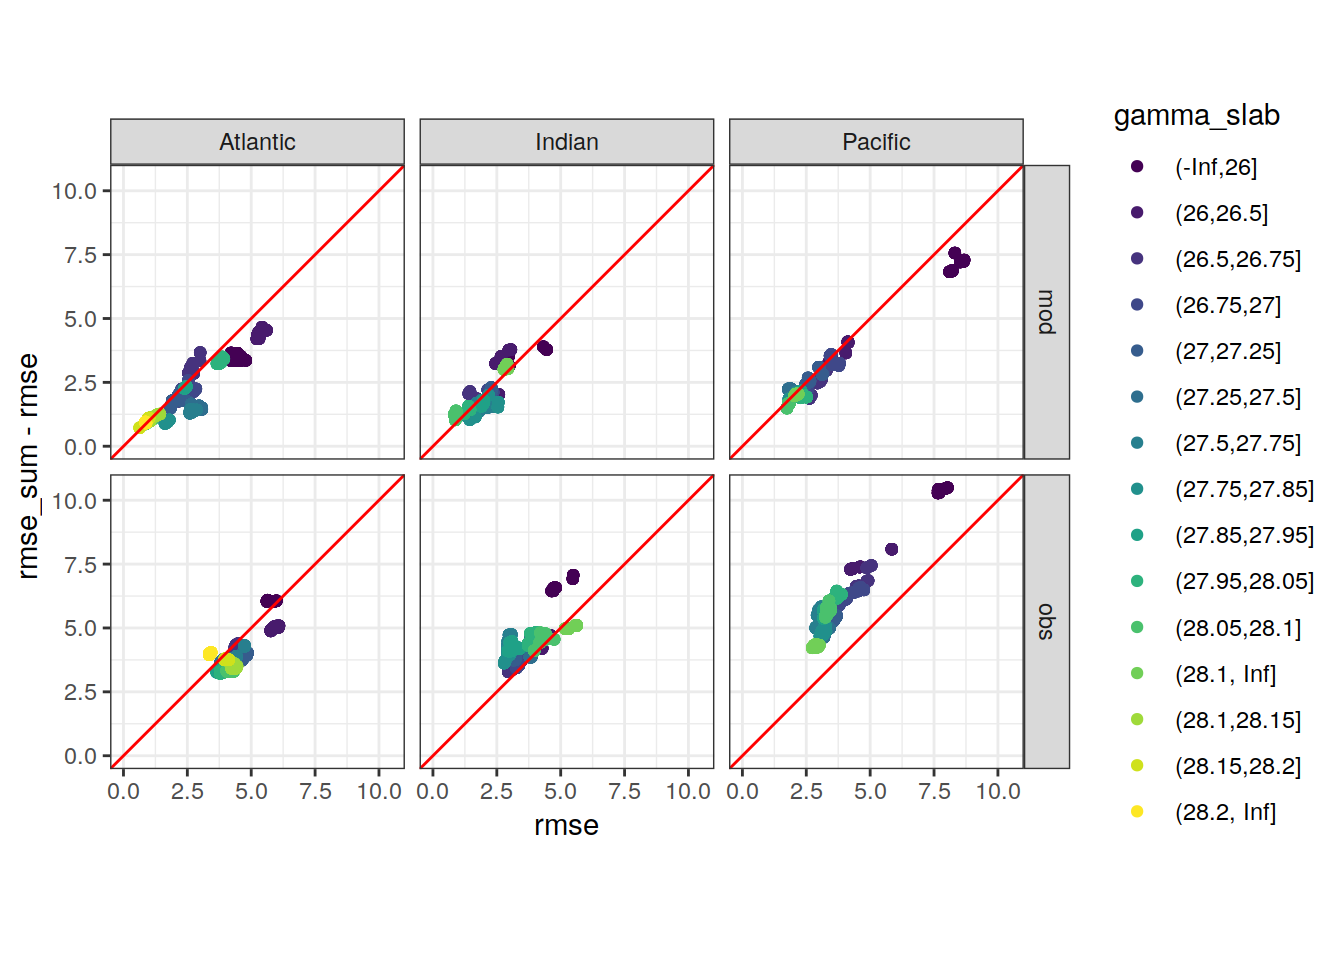 Atlantic
Indian
Pacific
gamma_slab
(-Inf,26]
(26,26.5]
(26.5,26.75]
(26.75,27]
(27,27.25]
(27.25,27.5]
(27.5,27.75]
(27.75,27.85]
(27.85,27.95]
(27.95,28.05]
(28.05,28.1]
(28.1, Inf]
(28.1,28.15]
(28.15,28.2]
(28.2, Inf]
10.0
7.5
5.0
2.5
0.0
mod
10.0
7.5
5.0
2.5
0.0
obs
rmse_sum - rmse
0.0 2.5 5.0 7.5 10.0 0.0 2.5 5.0 7.5 10.0 0.0 2.5 5.0 7.5 10.0
rmse